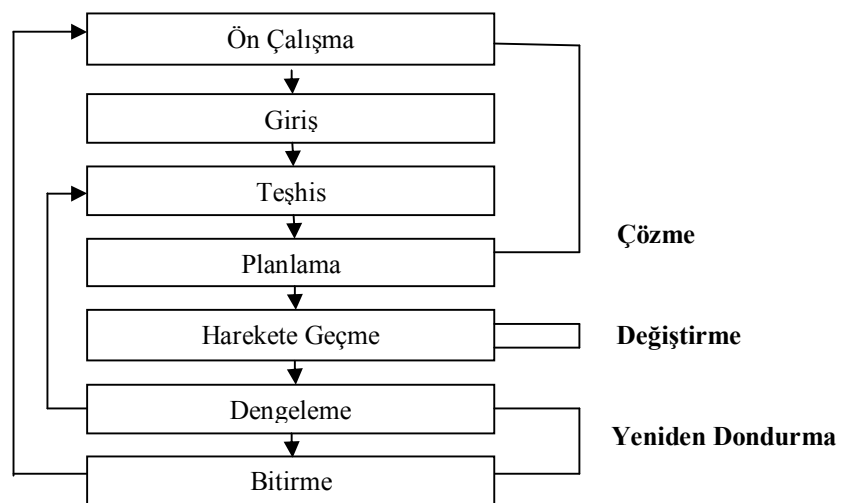 Ön Çalışma
Giriş
Teşhis
Planlama
Çözme
Harekete Geçme
Değiştirme
Dengeleme
Yeniden Dondurma
Bitirme